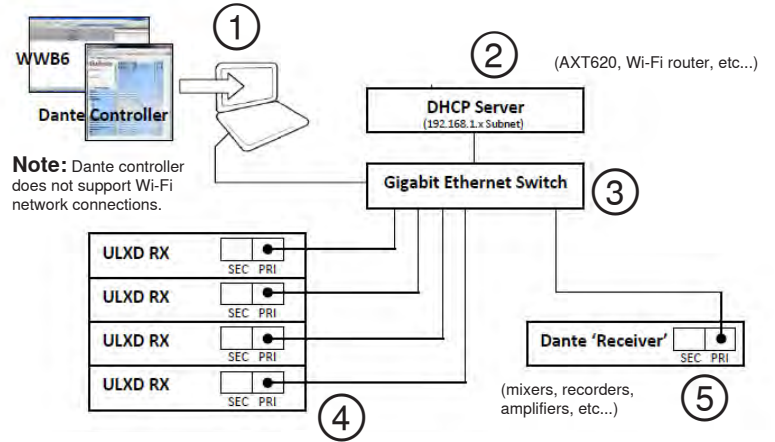 1
WWB6
Dante Controller
Note: Dante controller
does not support Wi-Fi
network connections.
2
(AXT620, Wi-Fi router, etc...)
DHCP Server
(192.168.1.x Subnet)
Gigabit Ethernet Switch
3
ULXD RX
SEC PRI
ULXD RX
SEC PRI
ULXD RX
SEC PRI
ULXD RX
SEC PRI
4
Dante 'Receiver'
SEC PRI
(mixers, recorders,
amplifiers, etc...)
5